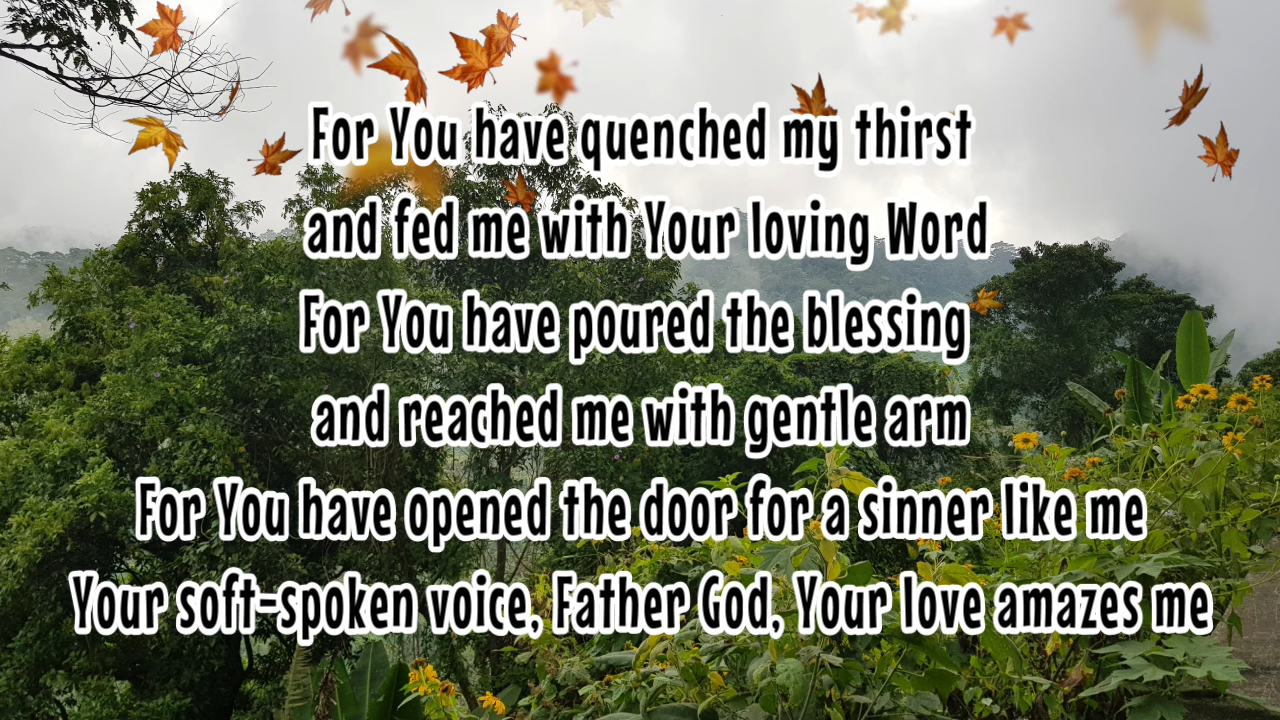 For You have quenched my thirst
and fed me with Your loving Word
For You have poured the blessing
and reached me with gentle arm
For You have opened the door for a sinner like me
Your soft-spoken voice, Father God, Your love amazes me